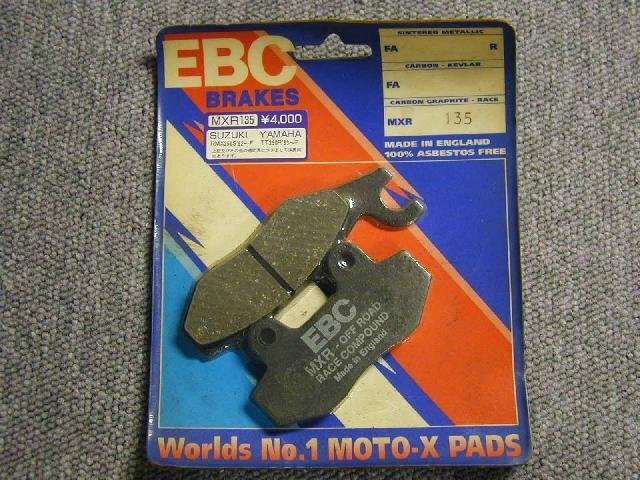 EBC
BRAKES
MXR135 ¥4,000
SUZUKI YAMAHA
SINTERED METALLIC
FA R
CARBON - KEVLAR
FA
CARBON GRAPHITE - RACE
MXR 135
MADE IN ENGLAND
100% ASBESTOS FREE
EBC
MXR - OFF ROAD
RACE COMPOUND
Made in England
Worlds No.1 MOTO-X PADS